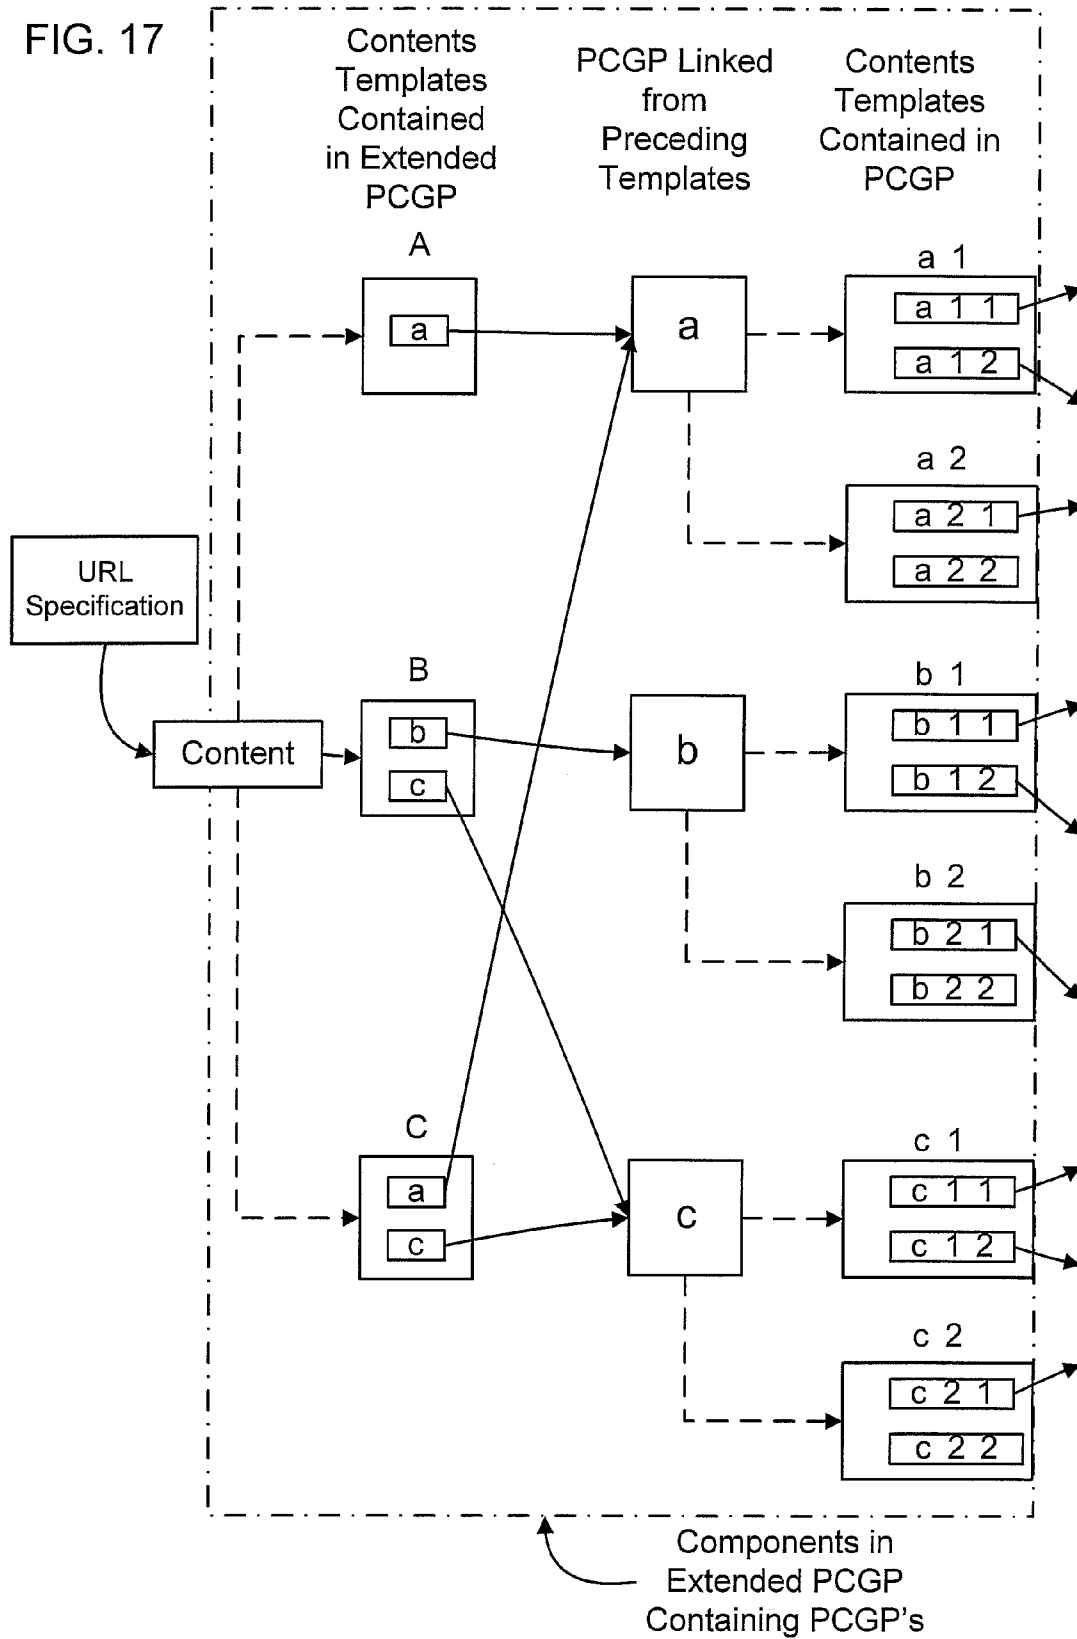 FIG. 17
Contents
Templates
Contained
in Extended
PCGP
PCGP Linked
from
Preceding
Templates
Contents
Templates
Contained in
PCGP
A
a
a
a 1
a 1 1
a 1 2
a 2
a 2 1
a 2 2
URL
Specification
Content
B
b
c
b
b 1
b 1 1
b 1 2
b 2
b 2 1
b 2 2
C
a
c
c
c 1
c 1 1
c 1 2
c 2
c 2 1
c 2 2
Components in
Extended PCGP
Containing PCGP's